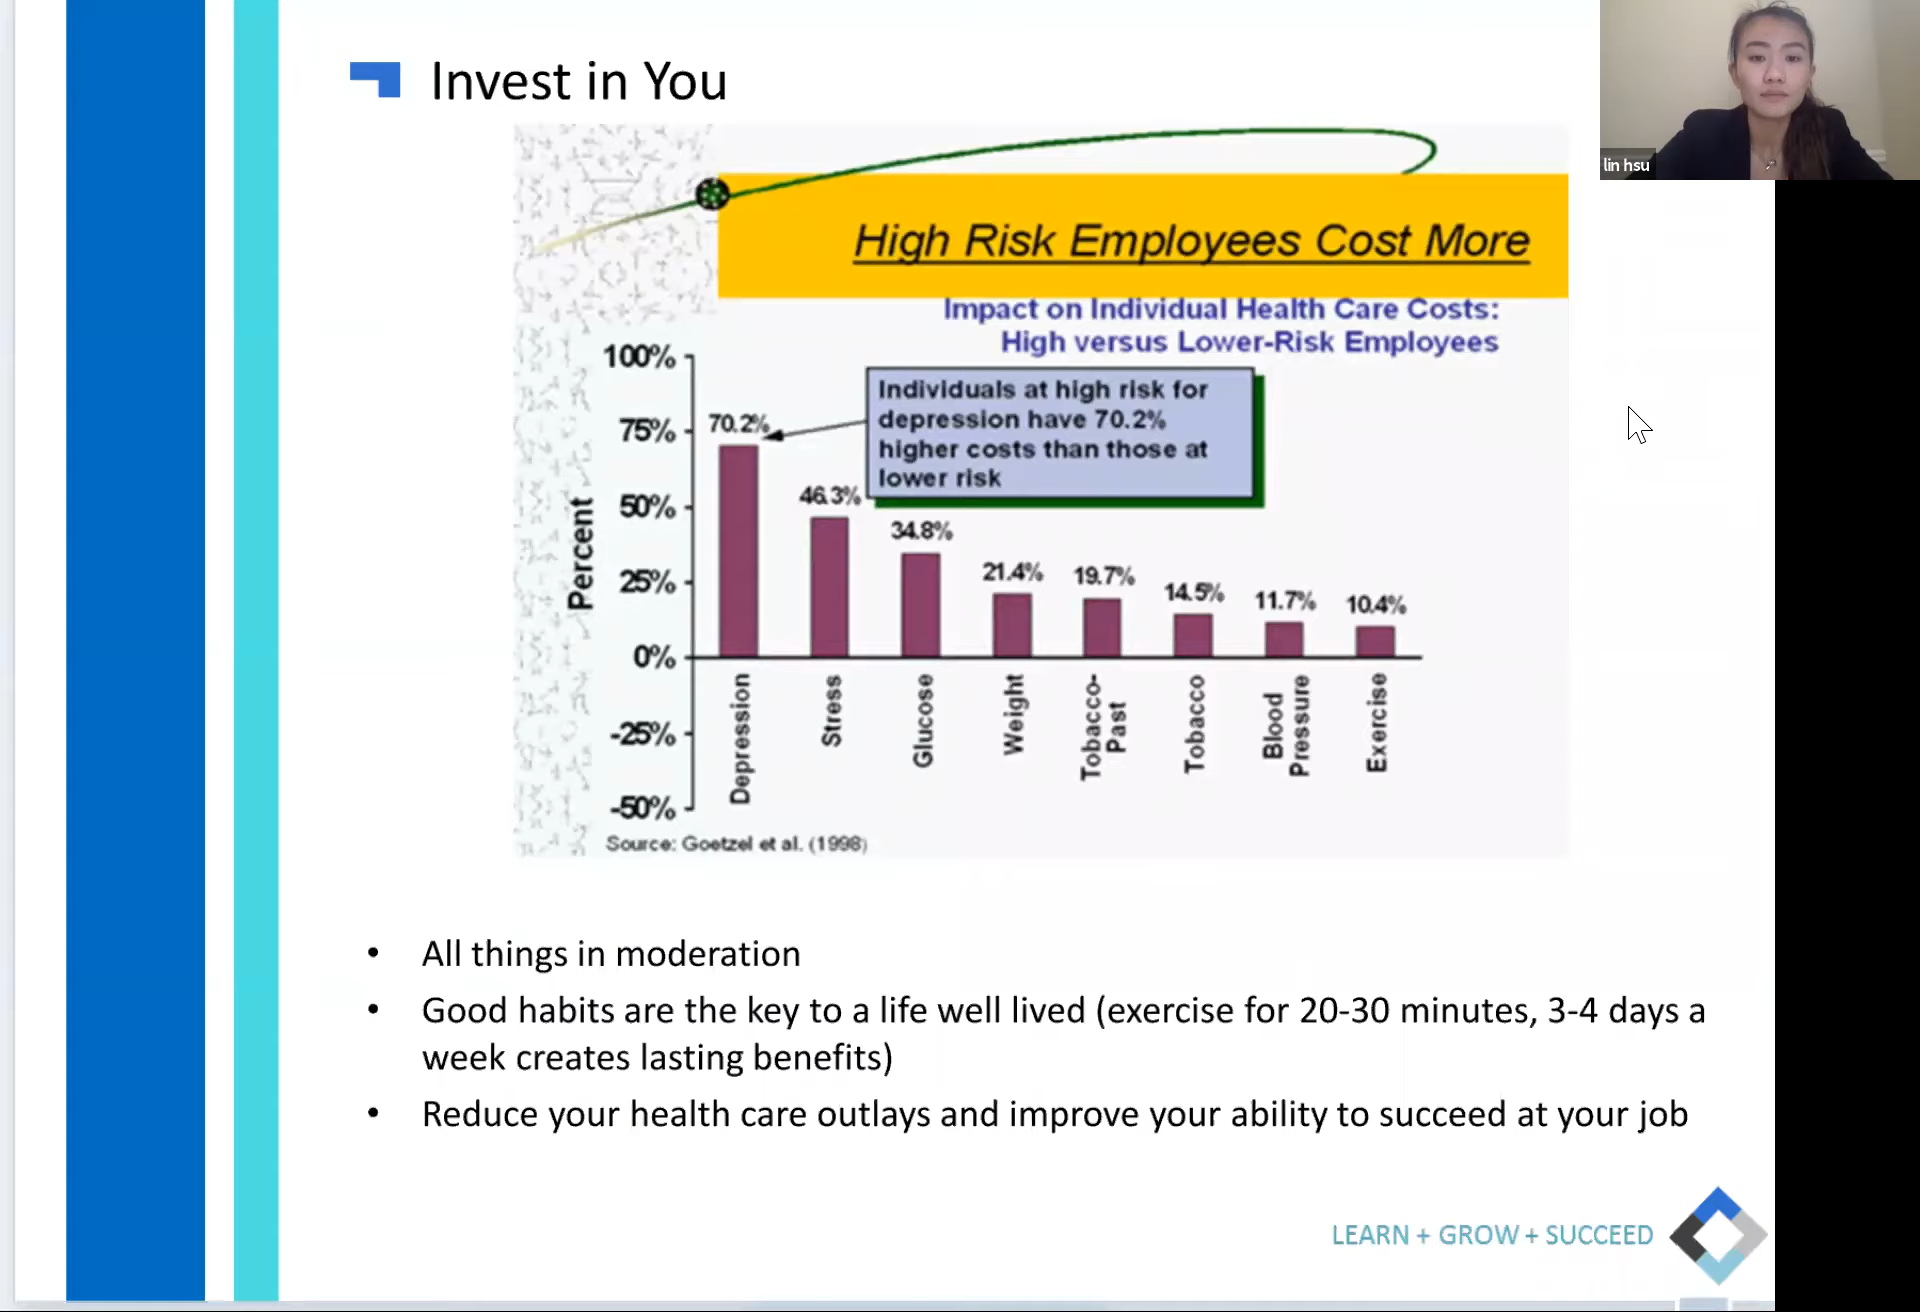 Invest in You
lin hsu
High Risk Employees Cost More
Impact on Individual Health Care Costs:
High versus Lower-Risk Employees
100%
75%
50%
25%
0%
-25%
-50%
Percent
Individuals at high risk for
depression have 70.2%
higher costs than those at
lower risk
70.2%
46.3%
34.8%
21.4%
19.7%
14.5%
11.7%
10.4%
Depression
Stress
Glucose
Weight
Tobacco-
Past
Tobacco
Blood
Pressure
Exercise
Source: Goetzel et al. (1998)
• All things in moderation
• Good habits are the key to a life well lived (exercise for 20-30 minutes, 3-4 days a
week creates lasting benefits)
• Reduce your health care outlays and improve your ability to succeed at your job
LEARN + GROW + SUCCEED